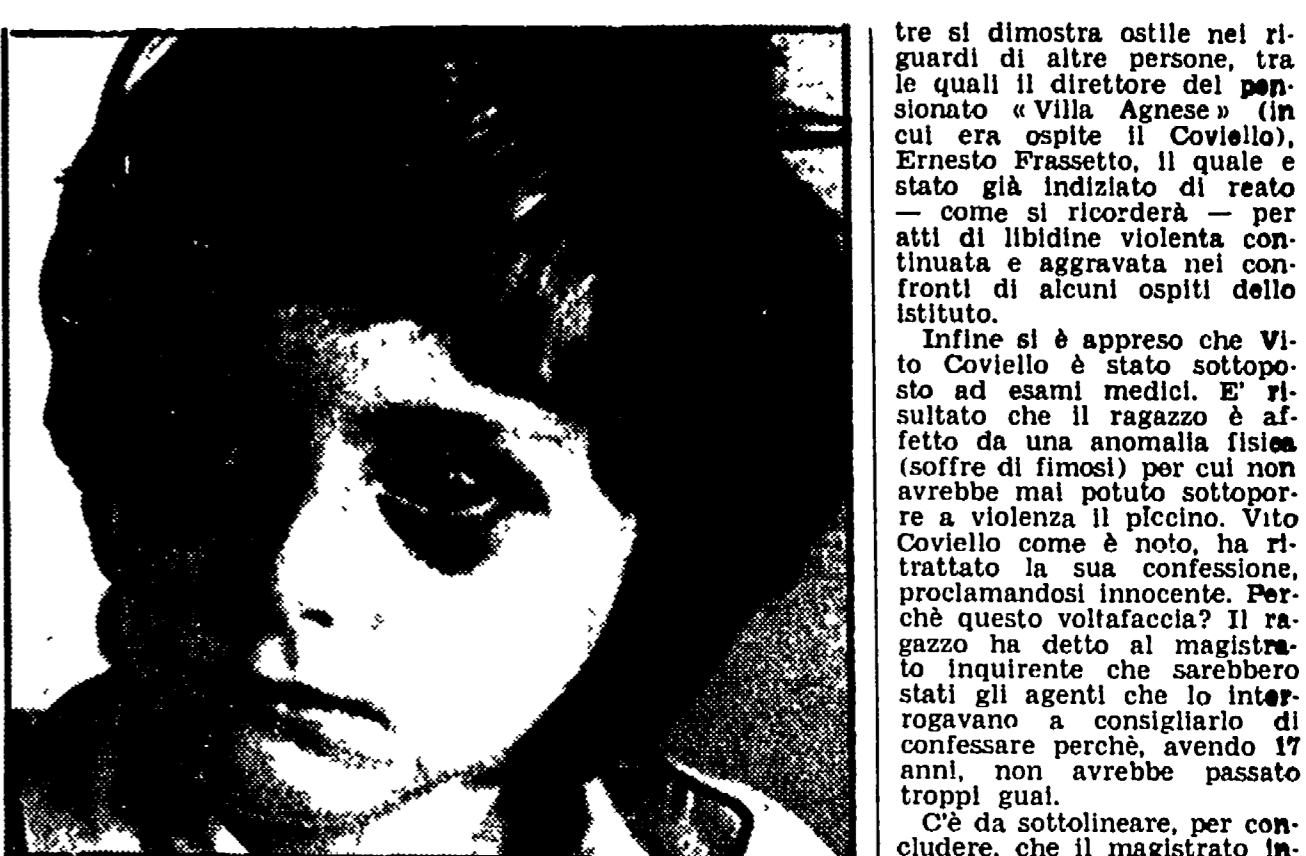 tre si dimostra ostile nei ri-
guardi di altre persone, tra
le quali il direttore del pen-
sionato « Villa Agnese » (in
cui era ospite il Coviello),
Ernesto Frassetto, il quale e
stato già indiziato di reato
— come si ricorderà — per
atti di libidine violenta con-
tinuata e aggravata nei con-
fronti di alcuni ospiti dello
istituto.
Infine si è appreso che Vi-
to Coviello è stato sottopo-
sto ad esami medici. E' ri-
sultato che il ragazzo è af-
fetto da una anomalia fisica
(soffre di fimosi) per cui non
avrebbe mai potuto sottopor-
re a violenza il piccino. Vito
Coviello come è noto, ha ri-
trattato la sua confessione,
proclamandosi innocente. Per-
chè questo voltafaccia? Il ra-
gazzo ha detto al magistra-
to inquirente che sarebbero
stati gli agenti che lo inter-
rogavano a consigliarlo di
confessare perchè, avendo 17
anni, non avrebbe passato
troppi guai.
C'è da sottolineare, per con-
cludere, che il magistrato in-